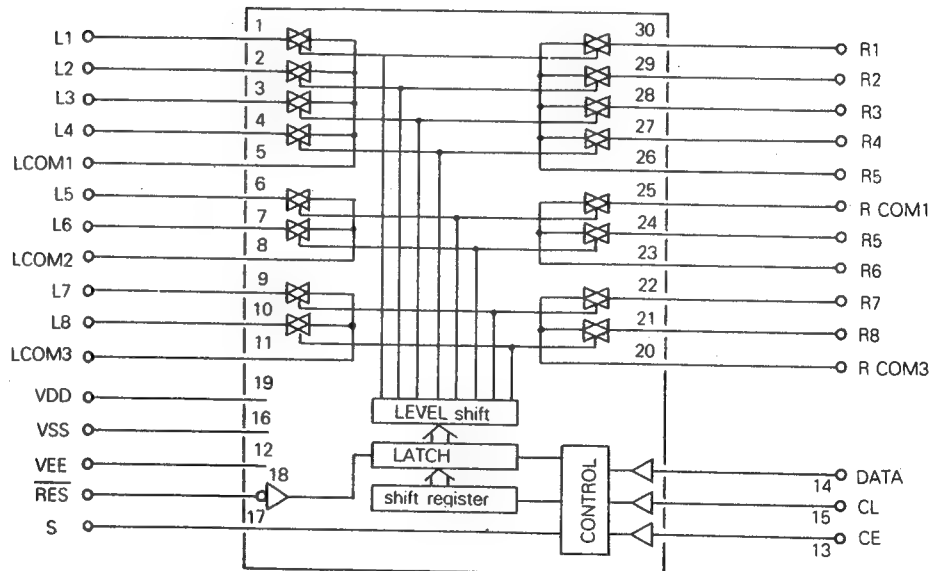 L1 1 30 R1
L2 2 29 R2
L3 3 28 R3
L4 4 27 R4
LCOM1 5 26 R5
L5 6 25 R COM1
L6 7 24 R5
LCOM2 8 23 R6
L7 9 22 R7
L8 10 21 R8
LCOM3 11 20 R COM3
VDD 19
VSS 16
VEE 12
RES 18
S 17
LEVEL shift
LATCH
shift register
CONTROL
14 DATA
15 CL
13 CE